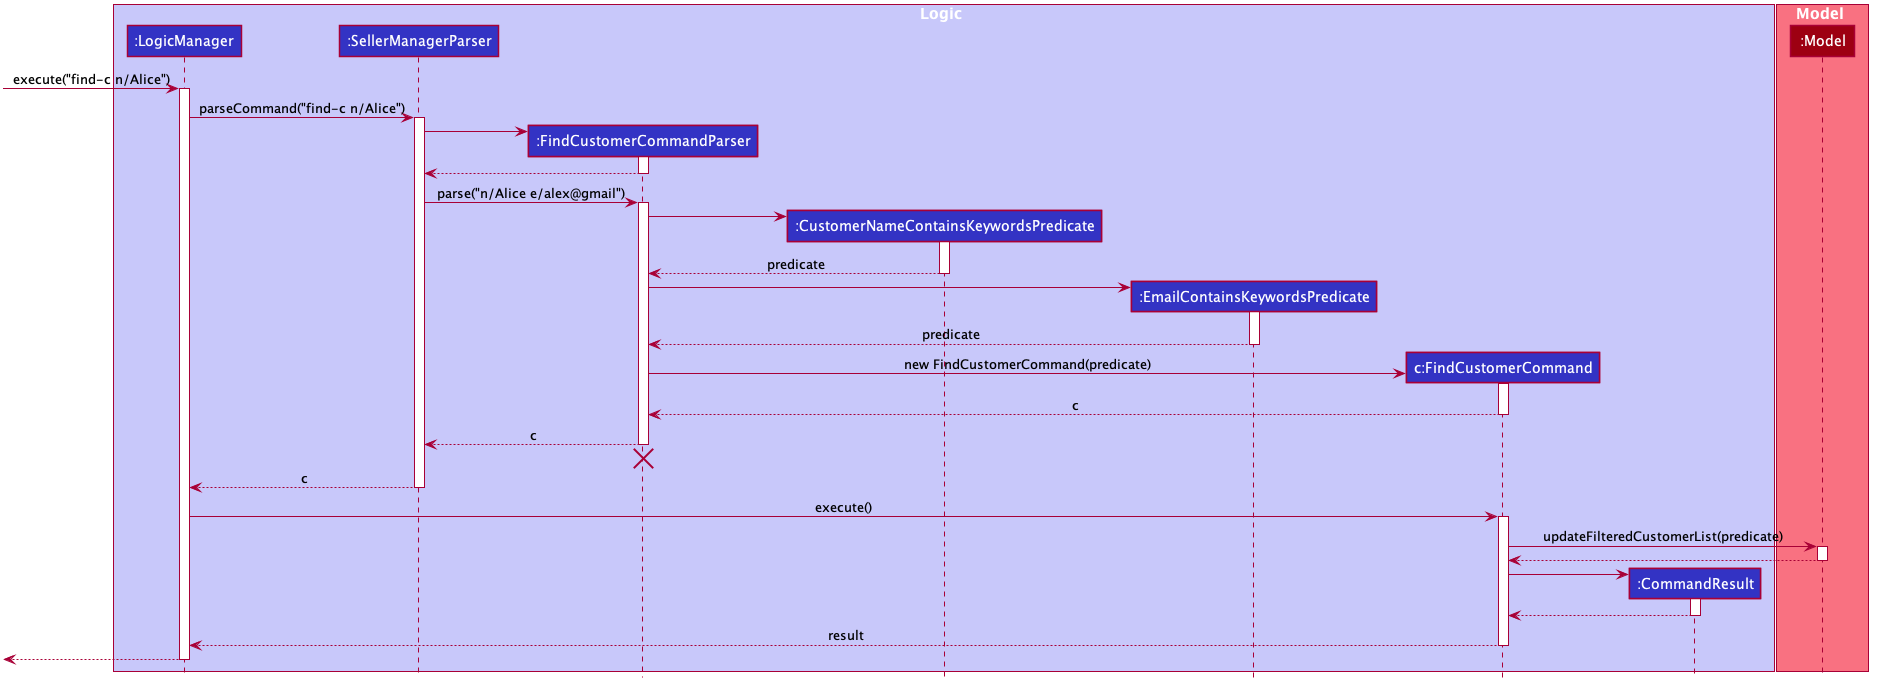 Logic
Model
:LogicManager
:SellerManagerParser
:Model
execute("find-c n/Alice")
parseCommand("find-c n/Alice")
:FindCustomerCommandParser
parse("n/Alice e/alex@gmail")
:CustomerNameContainsKeywordsPredicate
predicate
:EmailContainsKeywordsPredicate
predicate
new FindCustomerCommand(predicate)
c:FindCustomerCommand
c
c
c
execute()
updateFilteredCustomerList(predicate)
:CommandResult
result